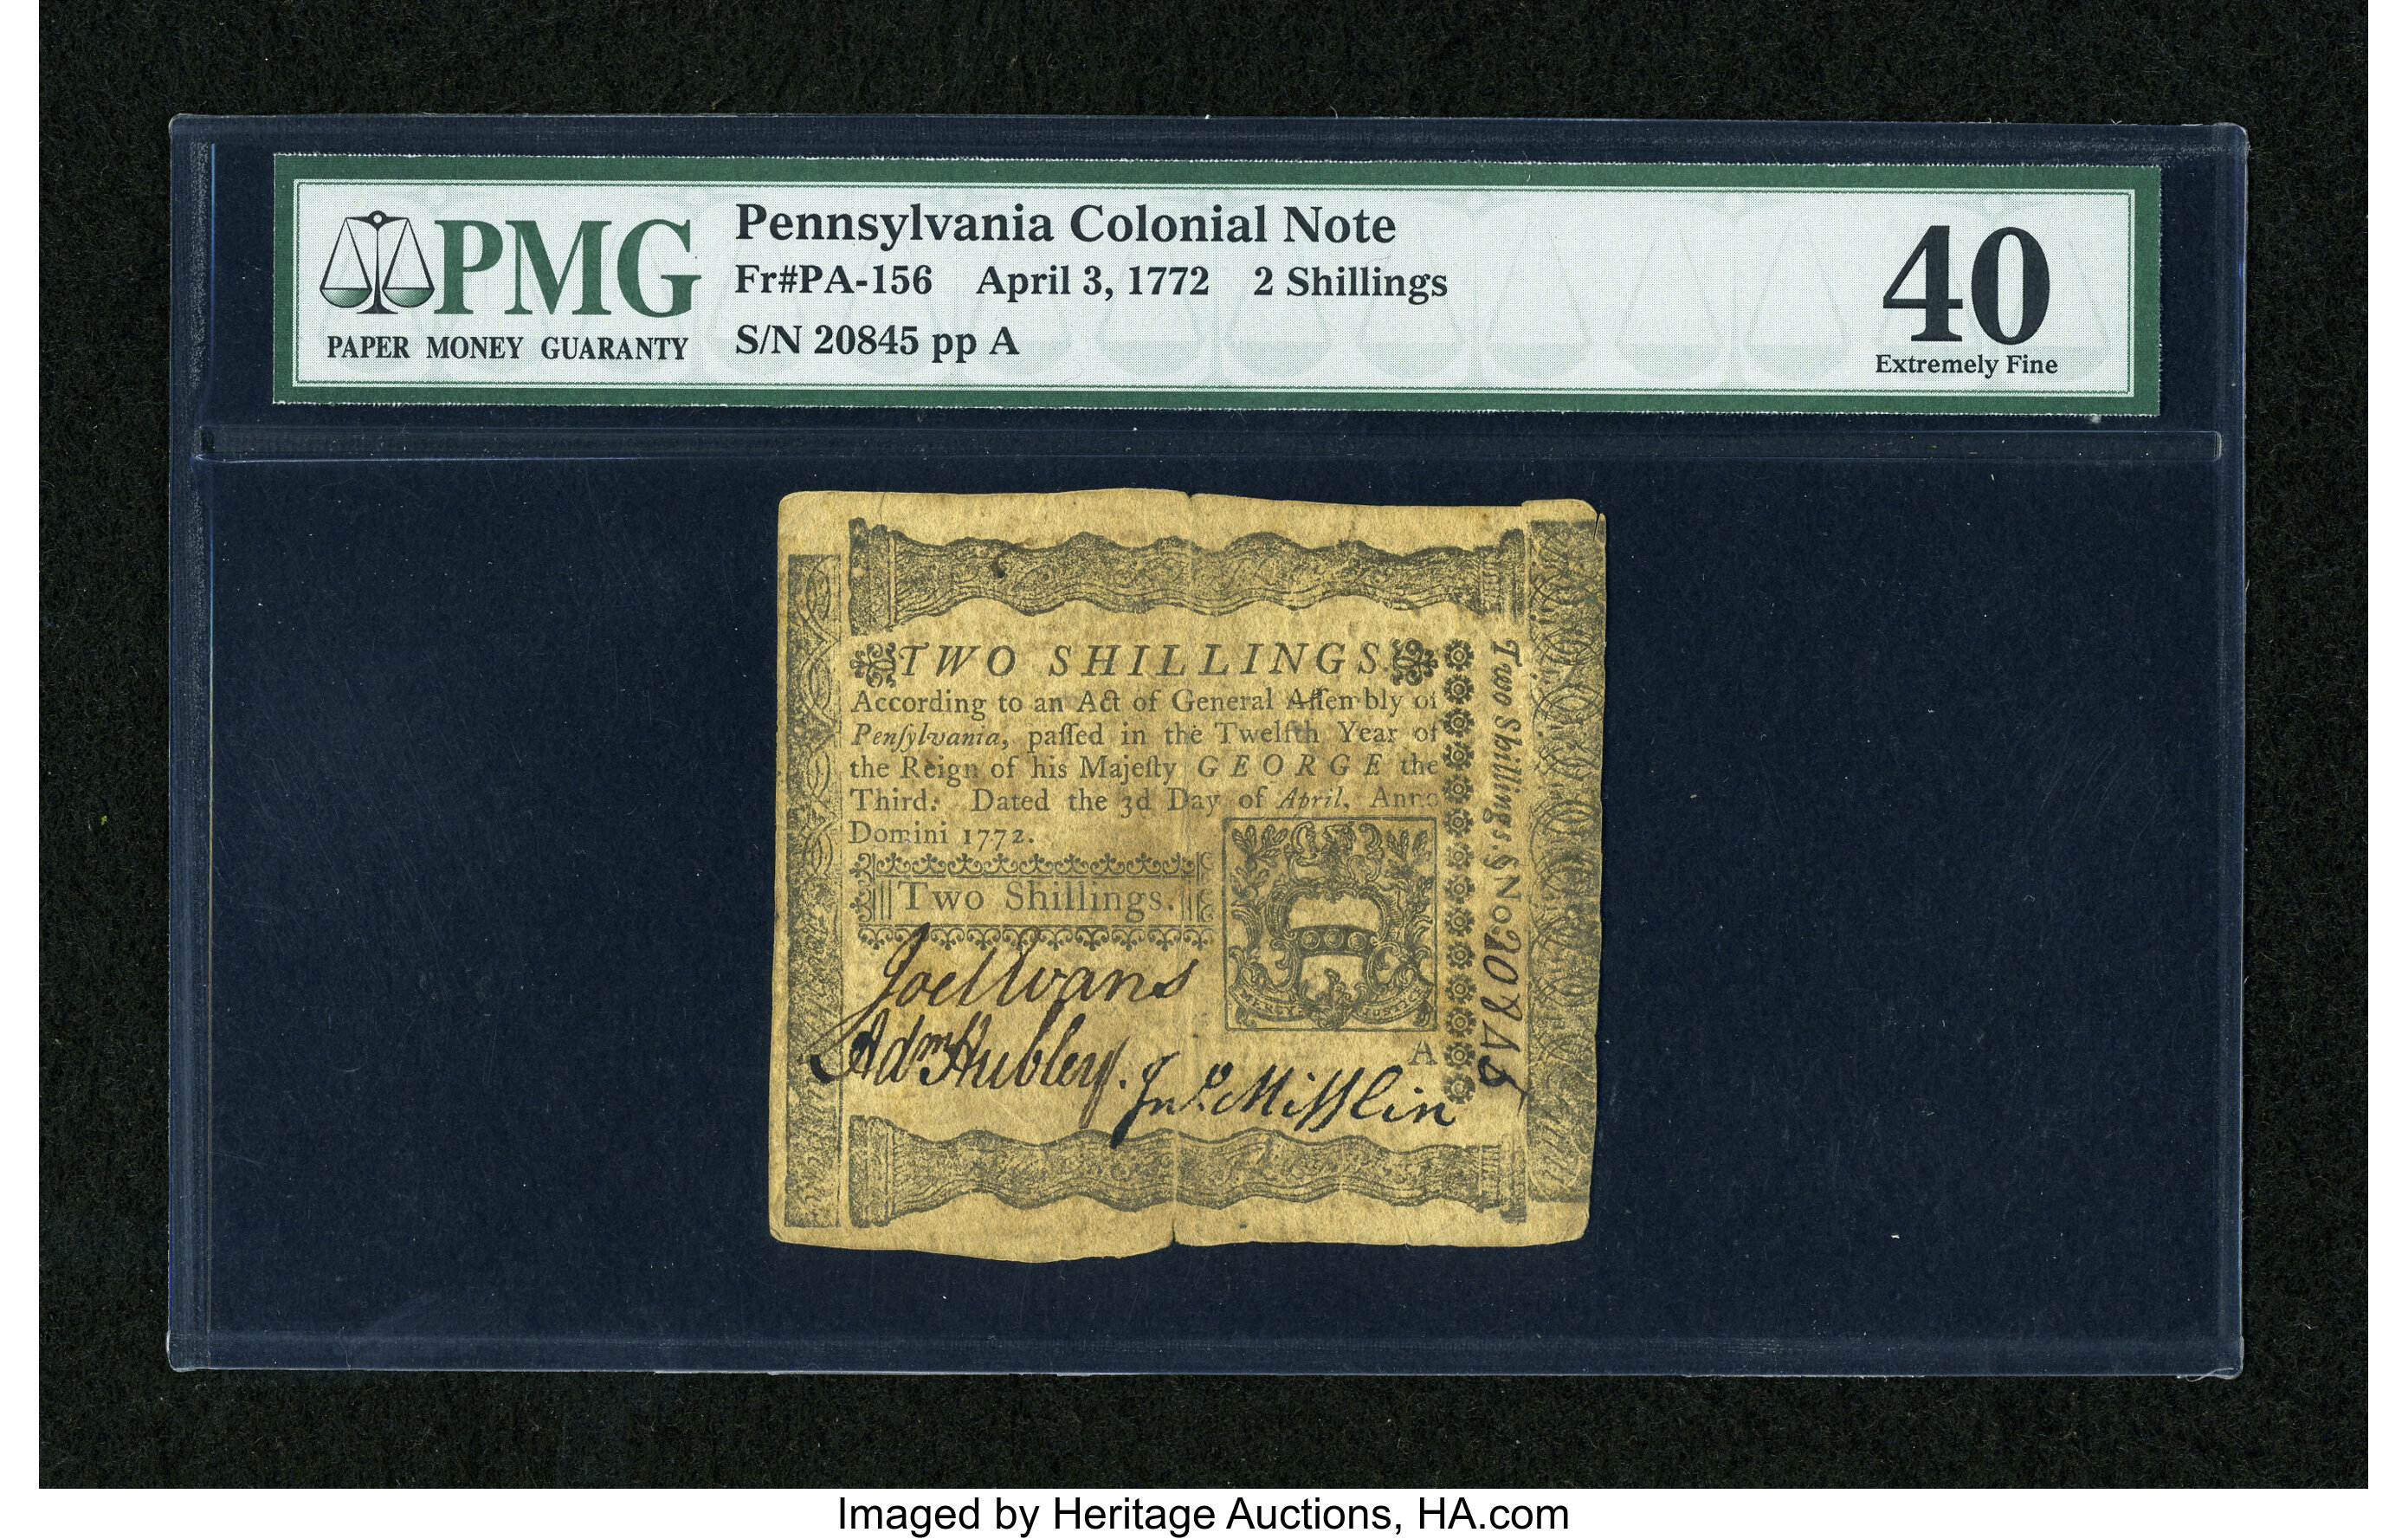 PMG
PAPER MONEY GUARANTY
Pennsylvania Colonial Note
Fr#PA-156 April 3, 1772 2 Shillings
S/N 20845 pp A
40
Extremely Fine
TWO SHILLINGS.
According to an Act of General Aſſembly of
Penſylvania, paſſed in the Twelfth Year of
the Reign of his Majeſty GEORGE the
Third. Dated the 3d Day of April, Anno
Domini 1772.
Two Shillings.
Joel Evans
Adm Hubley.
Jno. Mifflin
A
Two Shillings. No. 20845
Imaged by Heritage Auctions, HA.com